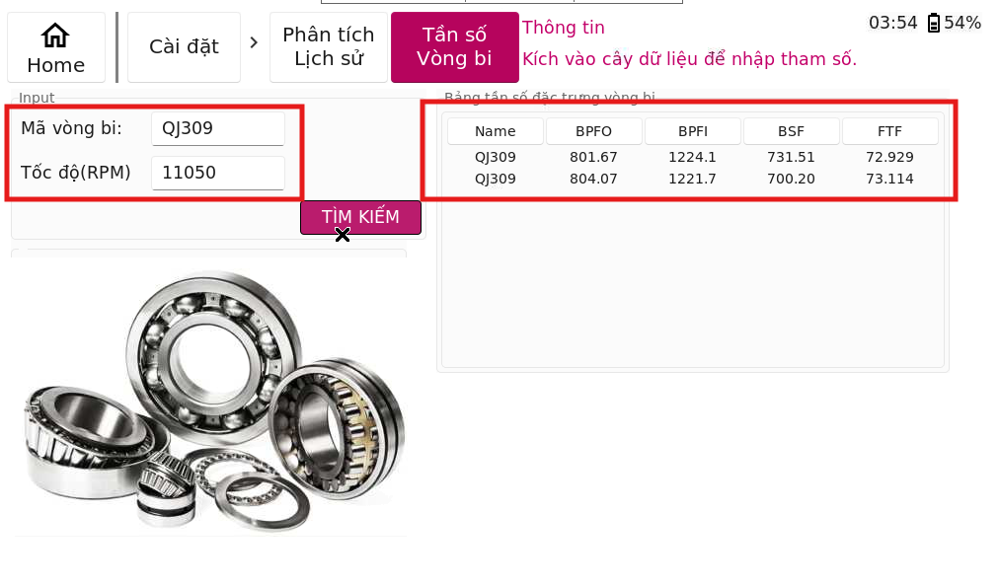 Home
Cài đặt
Phân tích
Lịch sử
Tần số
Vòng bi
Thông tin
Kích vào cây dữ liệu để nhập tham số.
03:54 54%
Input
Mã vòng bi: QJ309
Tốc độ(RPM) 11050
TÌM KIẾM
Bảng tần số đặc trưng vòng bi
Name BPFO BPFI BSF FTF
QJ309 801.67 1224.1 731.51 72.929
QJ309 804.07 1221.7 700.20 73.114